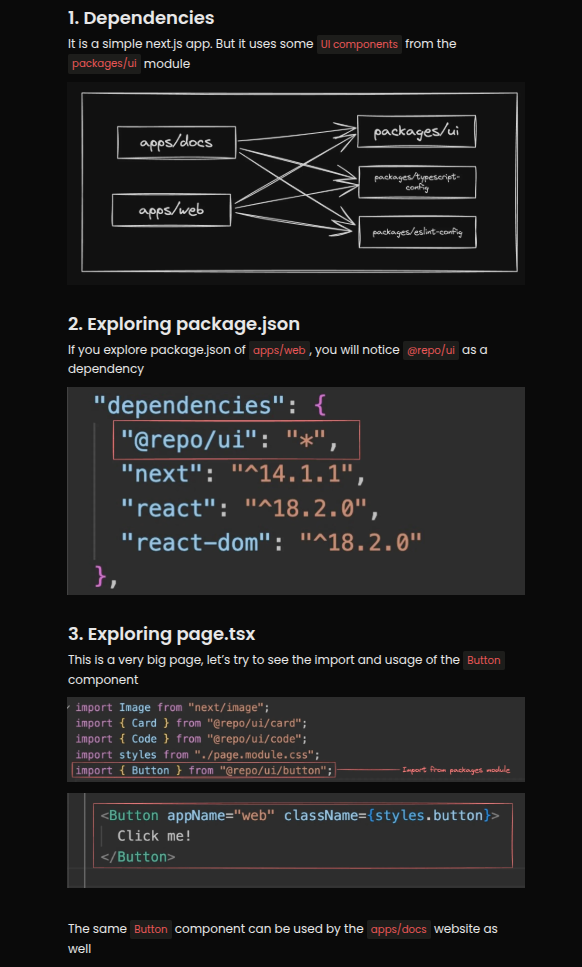 1. Dependencies
It is a simple next.js app. But it uses some UI components from the
packages/ui module
apps/docs
apps/web
packages/ui
packages/typescript-
config
packages/eslint-config
2. Exploring package.json
If you explore package.json of apps/web , you will notice @repo/ui as a
dependency
"dependencies": {
"@repo/ui": "*",
"next": "^14.1.1",
"react": "^18.2.0",
"react-dom": "^18.2.0"
},
3. Exploring page.tsx
This is a very big page, let's try to see the import and usage of the Button
component
import Image from "next/image";
import { Card } from "@repo/ui/card";
import { Code } from "@repo/ui/code";
import styles from "./page.module.css";
import { Button } from "@repo/ui/button";
Import from packages module
<Button appName="web" className={styles.button}>
Click me!
</Button>
The same Button component can be used by the apps/docs website as
well